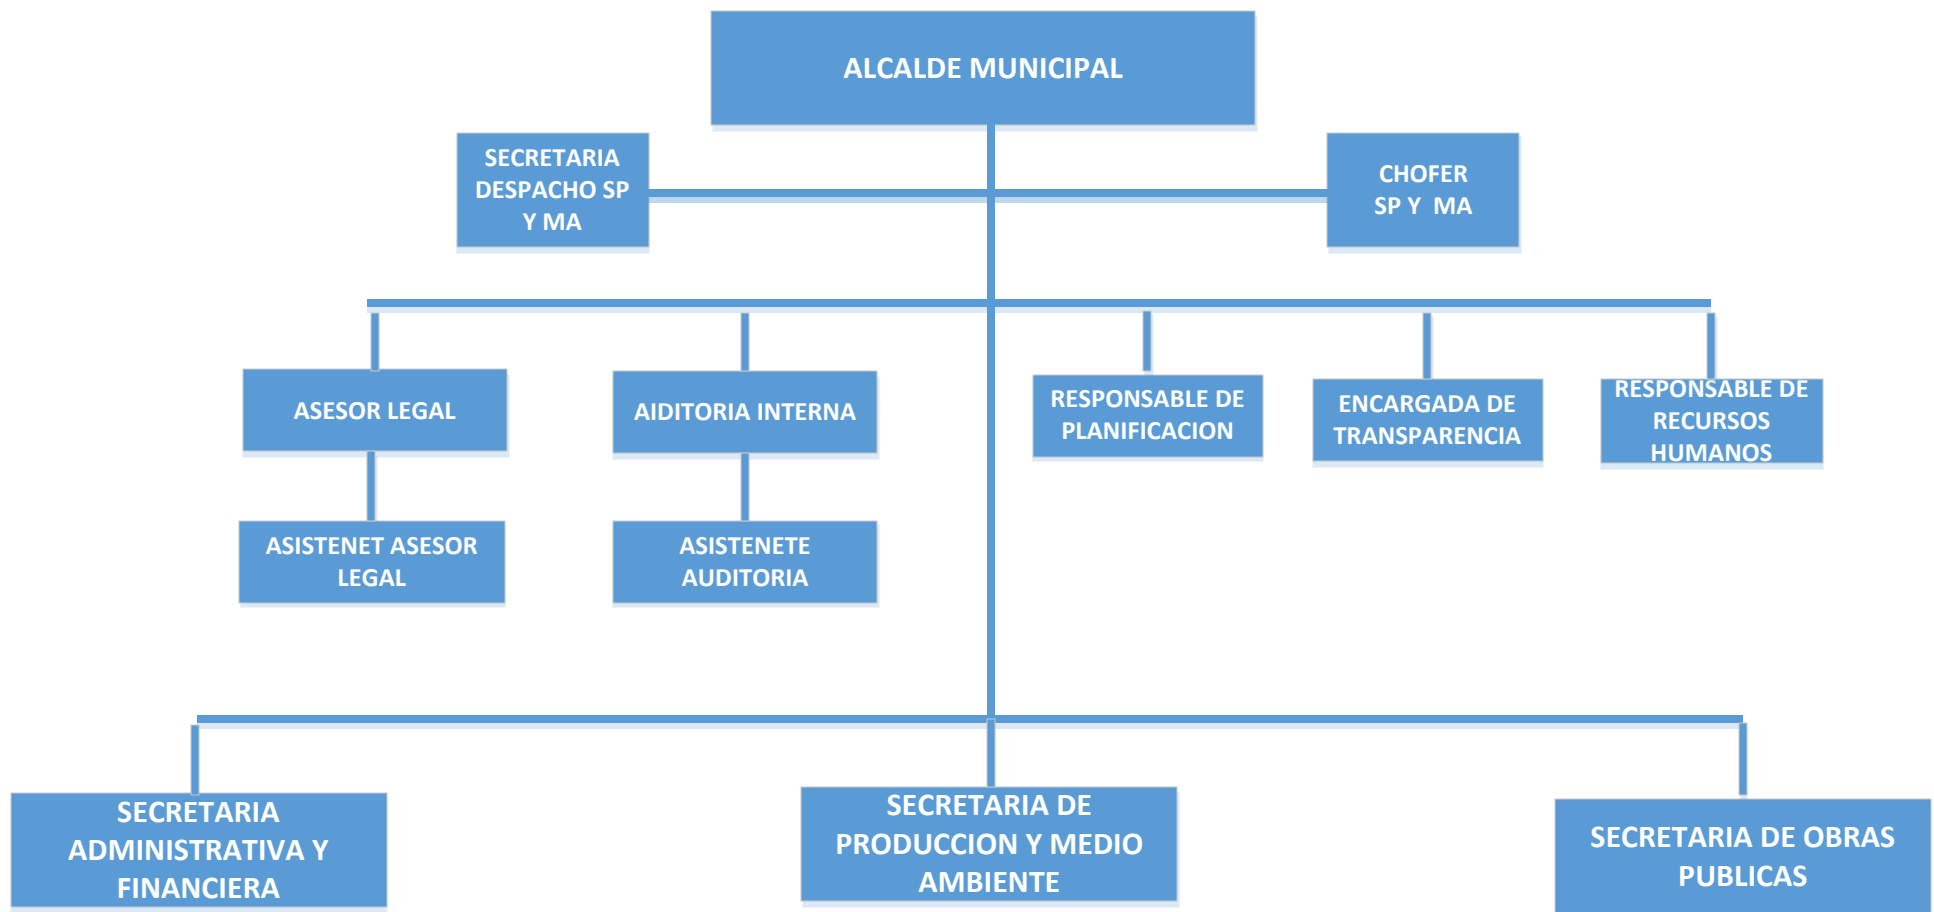 ALCALDE MUNICIPAL
SECRETARIA
DESPACHO SP
Y MA
CHOFER
SP Y  MA
ASESOR LEGAL
AIDITORIA INTERNA
RESPONSABLE DE
PLANIFICACION
ENCARGADA DE
TRANSPARENCIA
RESPONSABLE DE
RECURSOS
HUMANOS
ASISTENET ASESOR
LEGAL
ASISTENETE
AUDITORIA
SECRETARIA
ADMINISTRATIVA Y
FINANCIERA
SECRETARIA DE
PRODUCCION Y MEDIO
AMBIENTE
SECRETARIA DE OBRAS
PUBLICAS